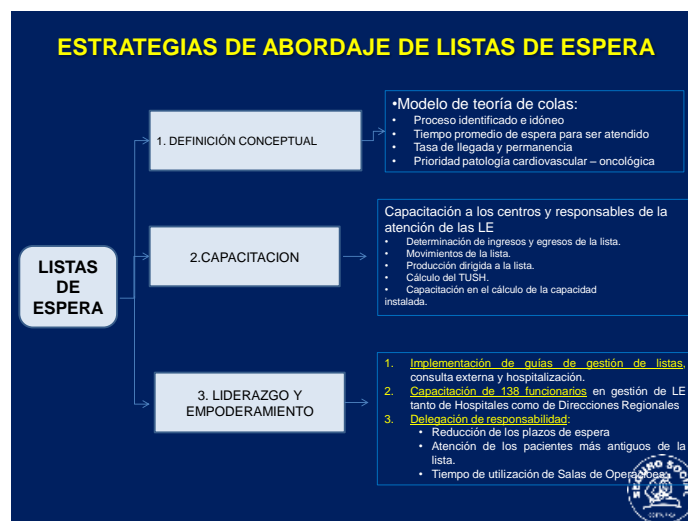 ESTRATEGIAS DE ABORDAJE DE LISTAS DE ESPERA
LISTAS
DE
ESPERA
1. DEFINICIÓN CONCEPTUAL
•Modelo de teoría de colas:
• Proceso identificado e idóneo
• Tiempo promedio de espera para ser atendido
• Tasa de llegada y permanencia
• Prioridad patología cardiovascular – oncológica
2.CAPACITACION
Capacitación a los centros y responsables de la
atención de las LE
• Determinación de ingresos y egresos de la lista.
• Movimientos de la lista.
• Producción dirigida a la lista.
• Cálculo del TUSH.
• Capacitación en el cálculo de la capacidad
instalada.
3. LIDERAZGO Y
EMPODERAMIENTO
1. Implementación de guías de gestión de listas,
consulta externa y hospitalización.
2. Capacitación de 138 funcionarios en gestión de LE
tanto de Hospitales como de Direcciones Regionales
3. Delegación de responsabilidad:
• Reducción de los plazos de espera
• Atención de los pacientes más antiguos de la
lista.
• Tiempo de utilización de Salas de Operaciones.
SEGURO SOCIAL
COSTA RICA